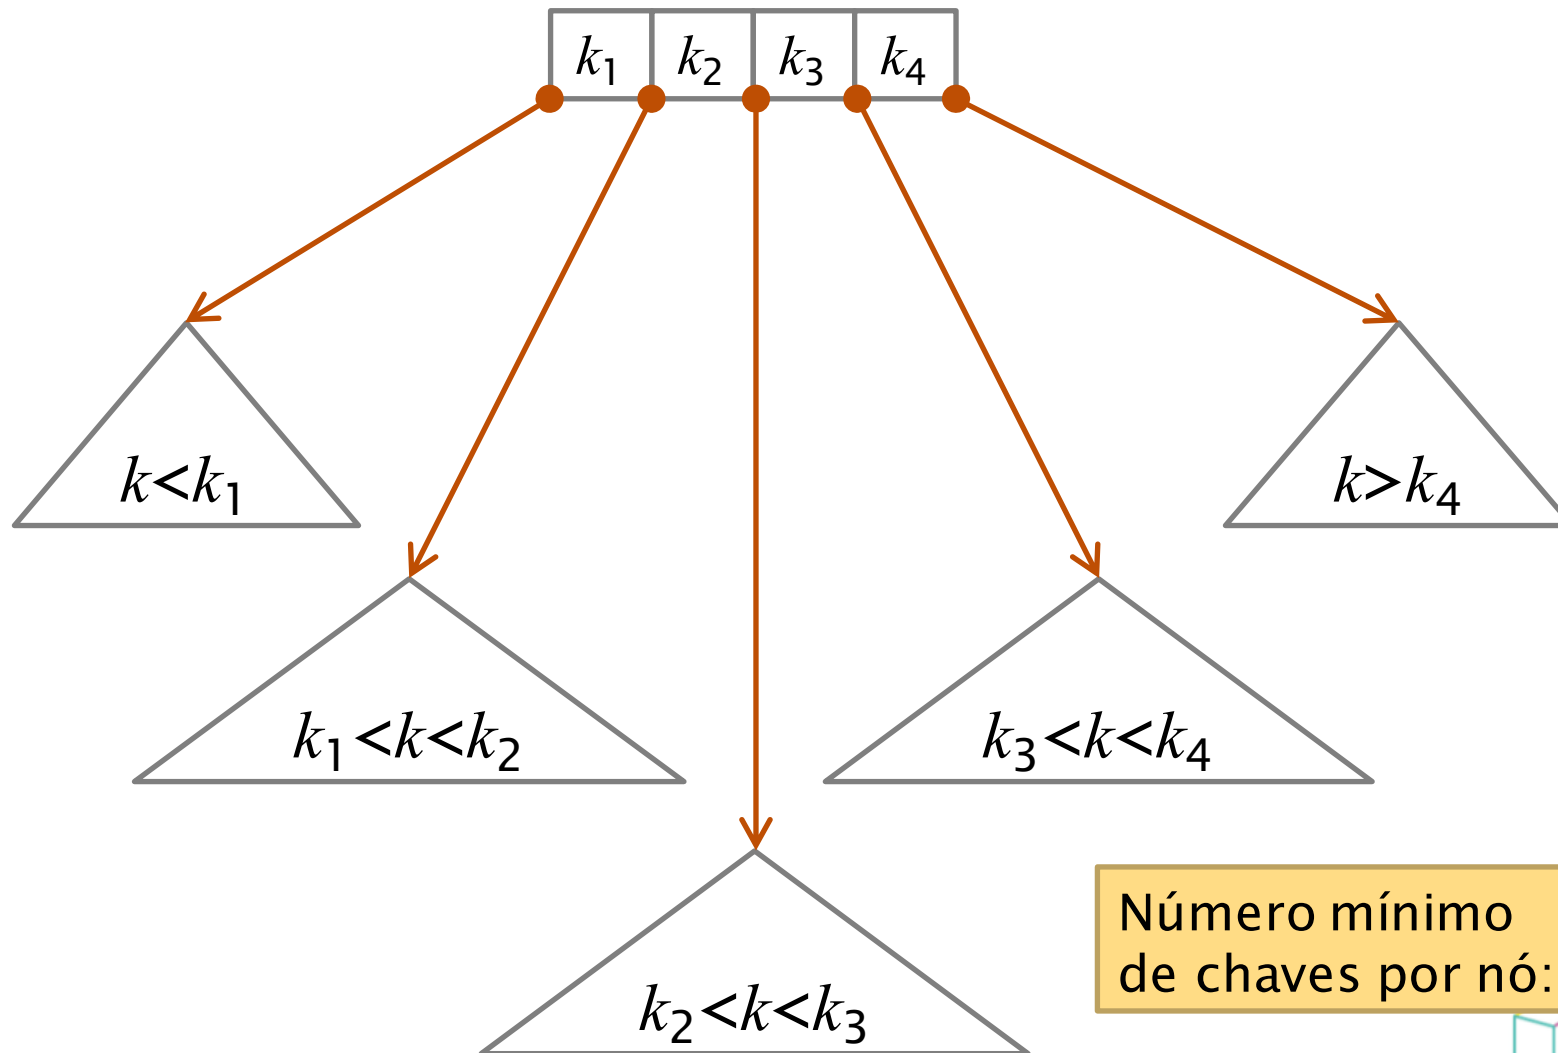 k₁ k₂ k₃ k₄
k<k₁
k>k₄
k₁<k<k₂
k₃<k<k₄
k₂<k<k₃
Número mínimo
de chaves por nó: